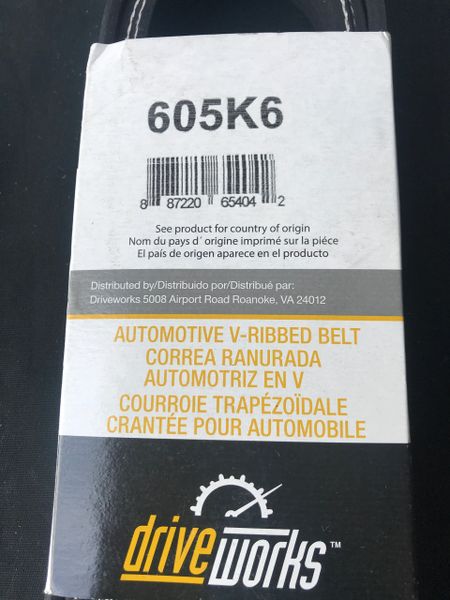 605K6
8 87220 65404 2
See product for country of origin
Nom du pays d´ origine imprimé sur la piéce
El país de origen aparece en el producto
Distributed by/Distribuido por/Distribué par:
Driveworks 5008 Airport Road Roanoke, VA 24012
AUTOMOTIVE V-RIBBED BELT
CORREA RANURADA
AUTOMOTRIZ EN V
COURROIE TRAPÉZOÏDALE
CRANTÉE POUR AUTOMOBILE
driveworks™